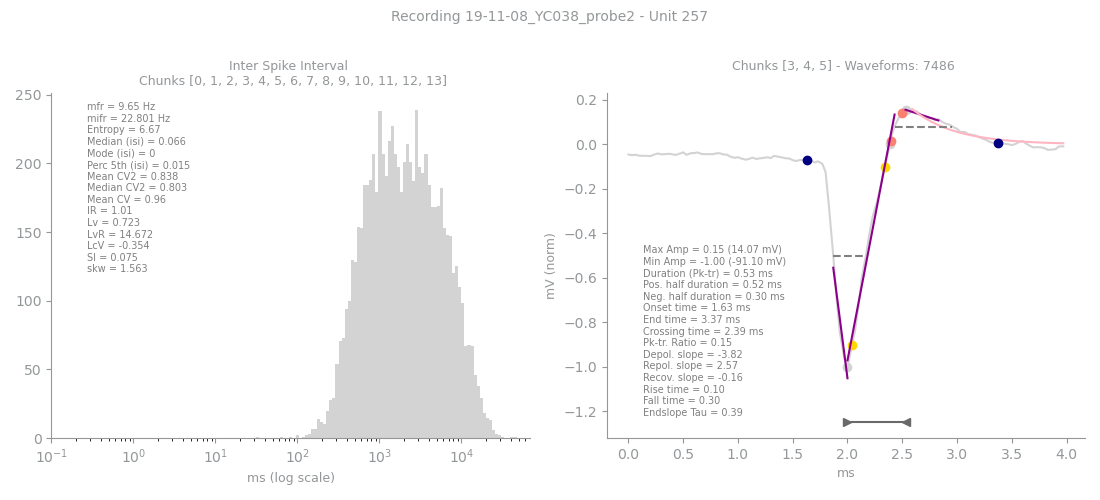 Recording 19-11-08_YC038_probe2 - Unit 257
Inter Spike Interval
Chunks [0, 1, 2, 3, 4, 5, 6, 7, 8, 9, 10, 11, 12, 13]
250
200
150
100
50
0
mfr = 9.65 Hz
mifr = 22.801 Hz
Entropy = 6.67
Median (isi) = 0.066
Mode (isi) = 0
Perc 5th (isi) = 0.015
Mean CV2 = 0.838
Median CV2 = 0.803
Mean CV = 0.96
IR = 1.01
Lv = 0.723
LvR = 14.672
LcV = -0.354
SI = 0.075
skw = 1.563
10⁻¹ 10⁰ 10¹ 10² 10³ 10⁴
ms (log scale)
Chunks [3, 4, 5] - Waveforms: 7486
mV (norm)
0.2
0.0
−0.2
−0.4
−0.6
−0.8
−1.0
−1.2
Max Amp = 0.15 (14.07 mV)
Min Amp = -1.00 (-91.10 mV)
Duration (Pk-tr) = 0.53 ms
Pos. half duration = 0.52 ms
Neg. half duration = 0.30 ms
Onset time = 1.63 ms
End time = 3.37 ms
Crossing time = 2.39 ms
Pk-tr. Ratio = 0.15
Depol. slope = -3.82
Repol. slope = 2.57
Recov. slope = -0.16
Rise time = 0.10
Fall time = 0.30
Endslope Tau = 0.39
0.0 0.5 1.0 1.5 2.0 2.5 3.0 3.5 4.0
ms